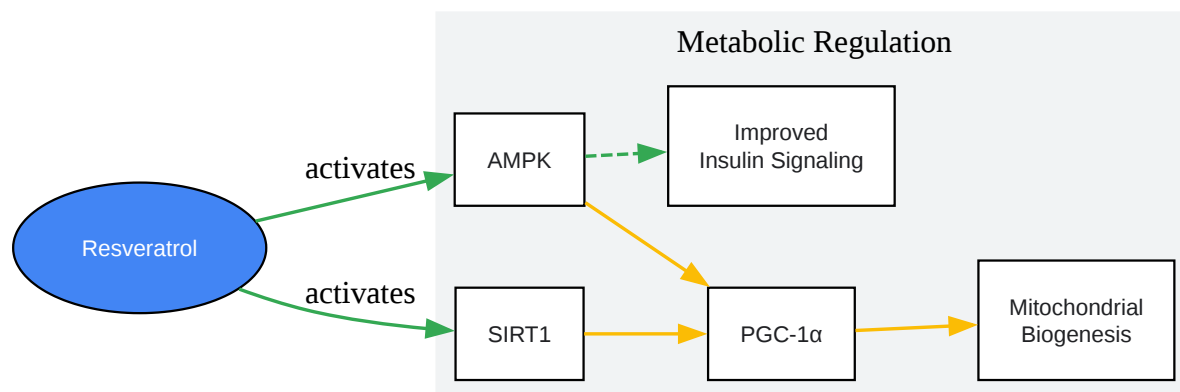 Metabolic Regulation
activates
AMPK
Improved
Insulin Signaling
Resveratrol
activates
SIRT1
PGC-1α
Mitochondrial
Biogenesis